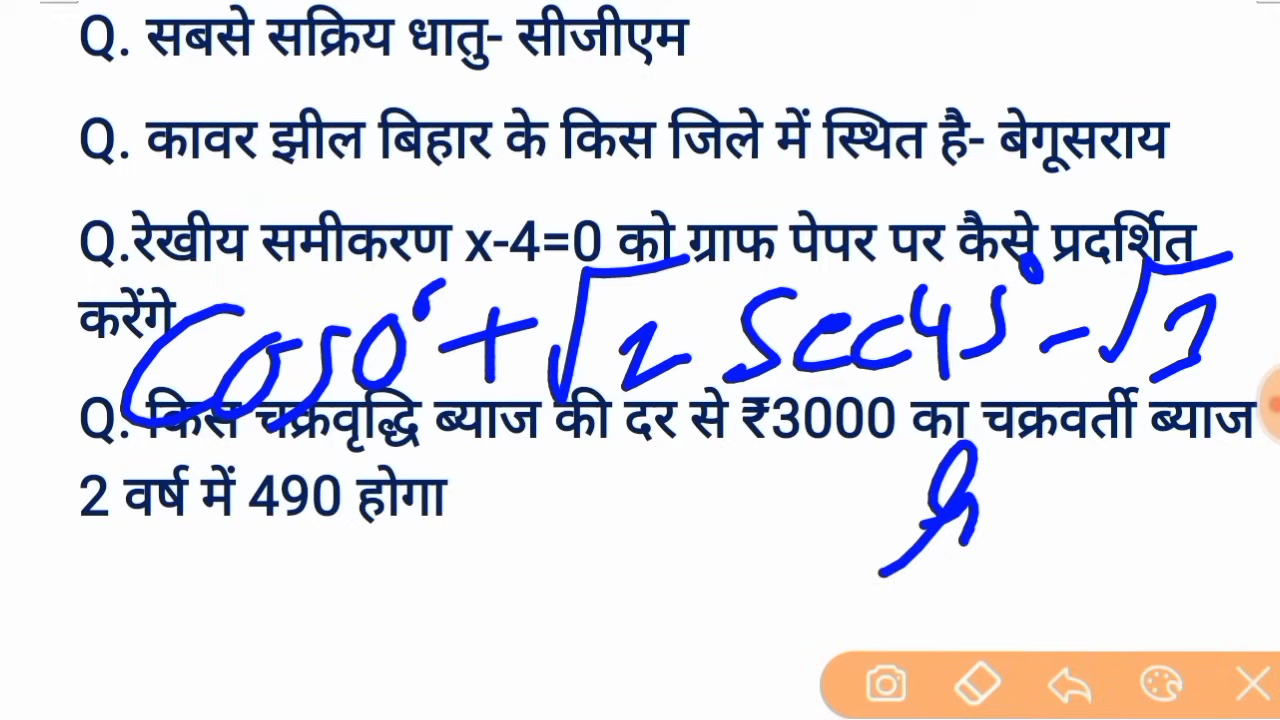 Q. सबसे सक्रिय धातु- सीजीएम
Q. कावर झील बिहार के किस जिले में स्थित है- बेगूसराय
Q.रेखीय समीकरण x-4=0 को ग्राफ पेपर पर कैसे प्रदर्शित
करेंगे
Cos0° + √2 Sec45° - √
Q. किस चक्रवृद्धि ब्याज की दर से ₹3000 का चक्रवर्ती ब्याज
2 वर्ष में 490 होगा